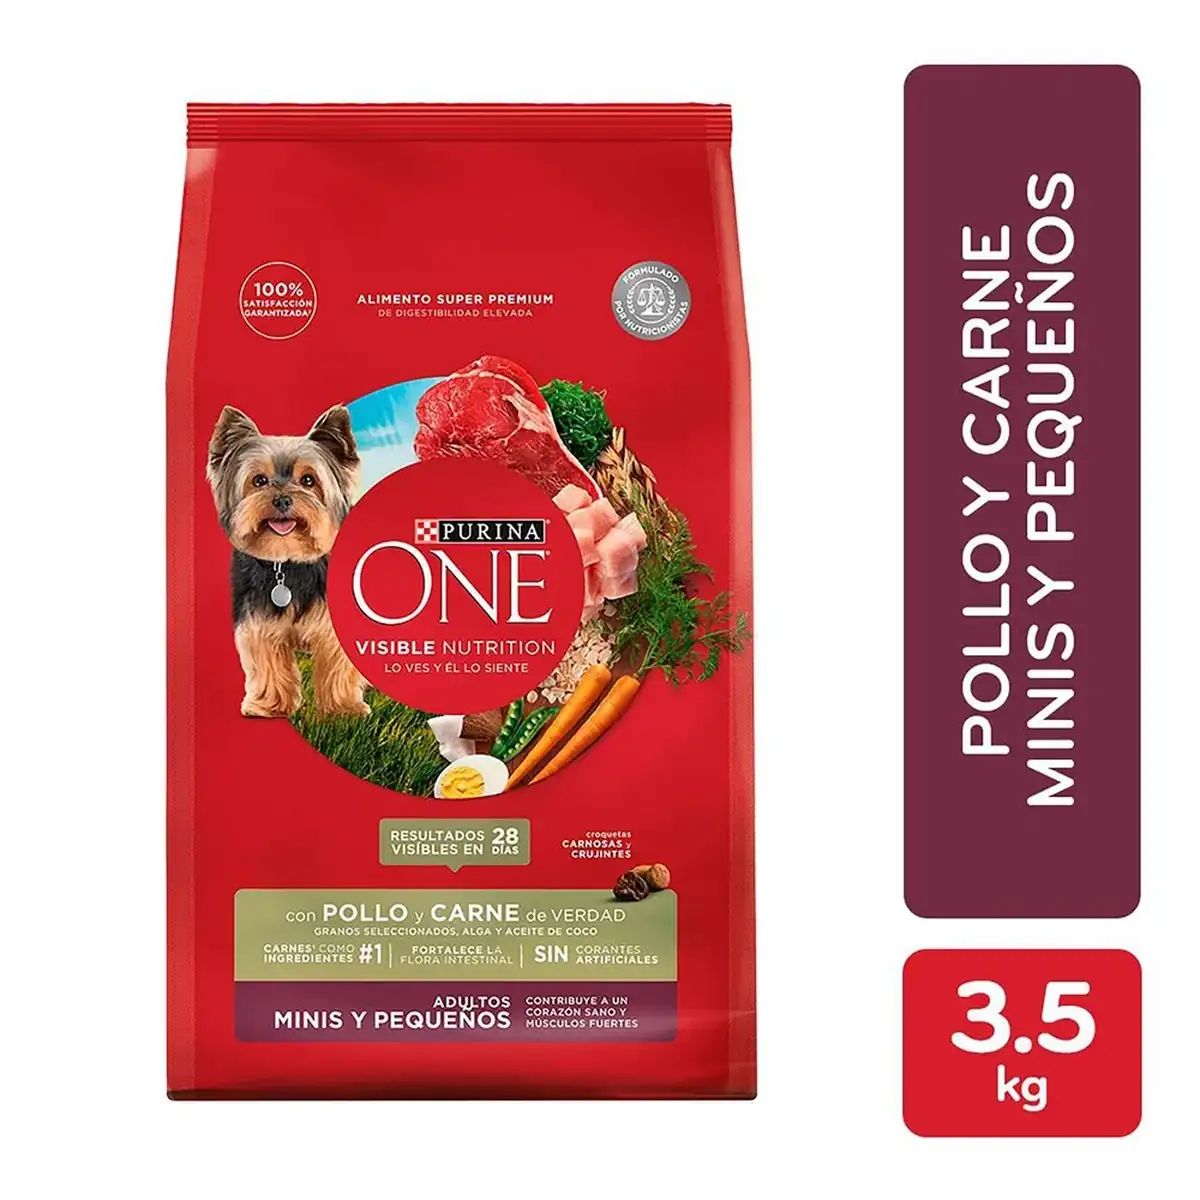 100%
SATISFACCIÓN
GARANTIZADA
ALIMENTO SUPER PREMIUM
DE DIGESTIBILIDAD ELEVADA
FORMULADO
POR NUTRICIONISTAS
PURINA
ONE
VISIBLE NUTRITION
LO VES Y ÉL LO SIENTE
RESULTADOS
VISIBLES EN
28
DÍAS
croquetas
CARNOSAS y
CRUJINTES
con POLLO y CARNE de VERDAD
GRANOS SELECCIONADOS, ALGA Y ACEITE DE COCO
CARNES¹ COMO
INGREDIENTES
#1
FORTALECE LA
FLORA INTESTINAL
SIN
CORANTES
ARTIFICIALES
ADULTOS
MINIS Y PEQUEÑOS
CONTRIBUYE A UN
CORAZÓN SANO Y
MÚSCULOS FUERTES
POLLO Y CARNE
MINIS Y PEQUEÑOS
3.5
kg